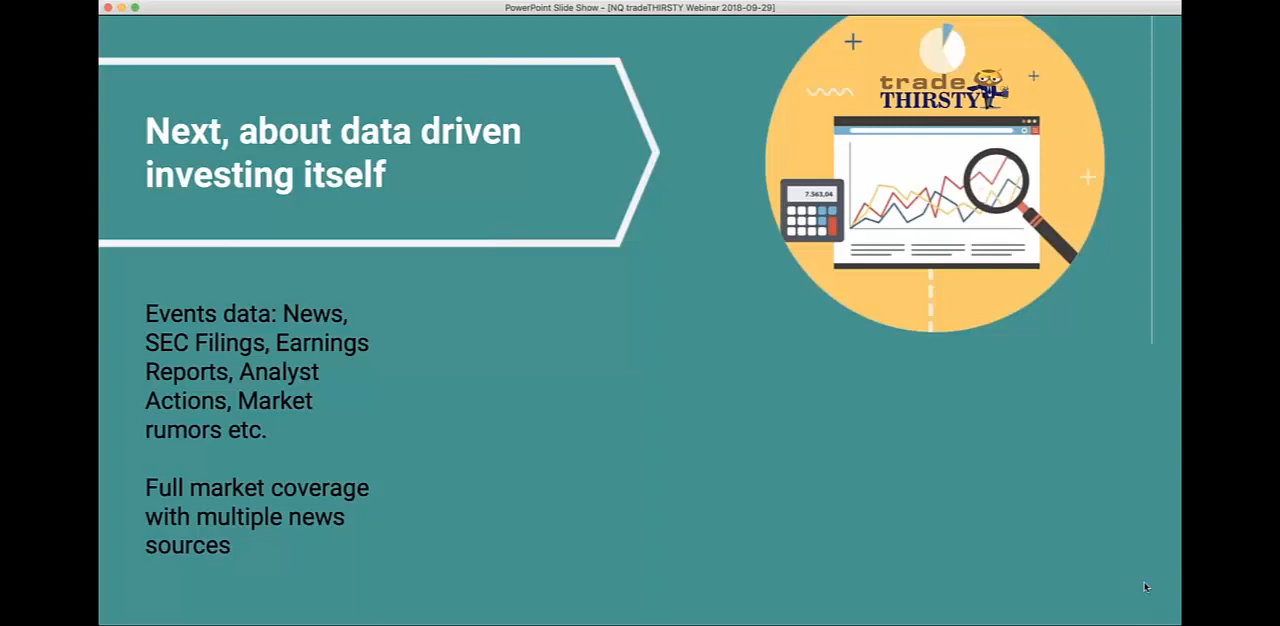 PowerPoint Slide Show - [NQ tradeTHIRSTY Webinar 2018-09-29]
Next, about data driven
investing itself
trade
THIRSTY
7.563,04
Events data: News,
SEC Filings, Earnings
Reports, Analyst
Actions, Market
rumors etc.
Full market coverage
with multiple news
sources